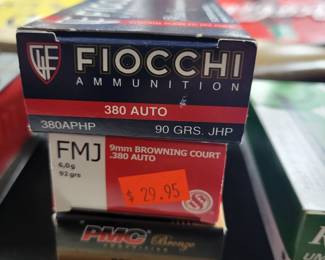 FIOCCHI
AMMUNITION
380 AUTO
380APHP 90 GRS. JHP
FMJ
9mm BROWNING COURT
.380 AUTO
6,0g
92 grs
$ 29.95
S
PMC Bronze